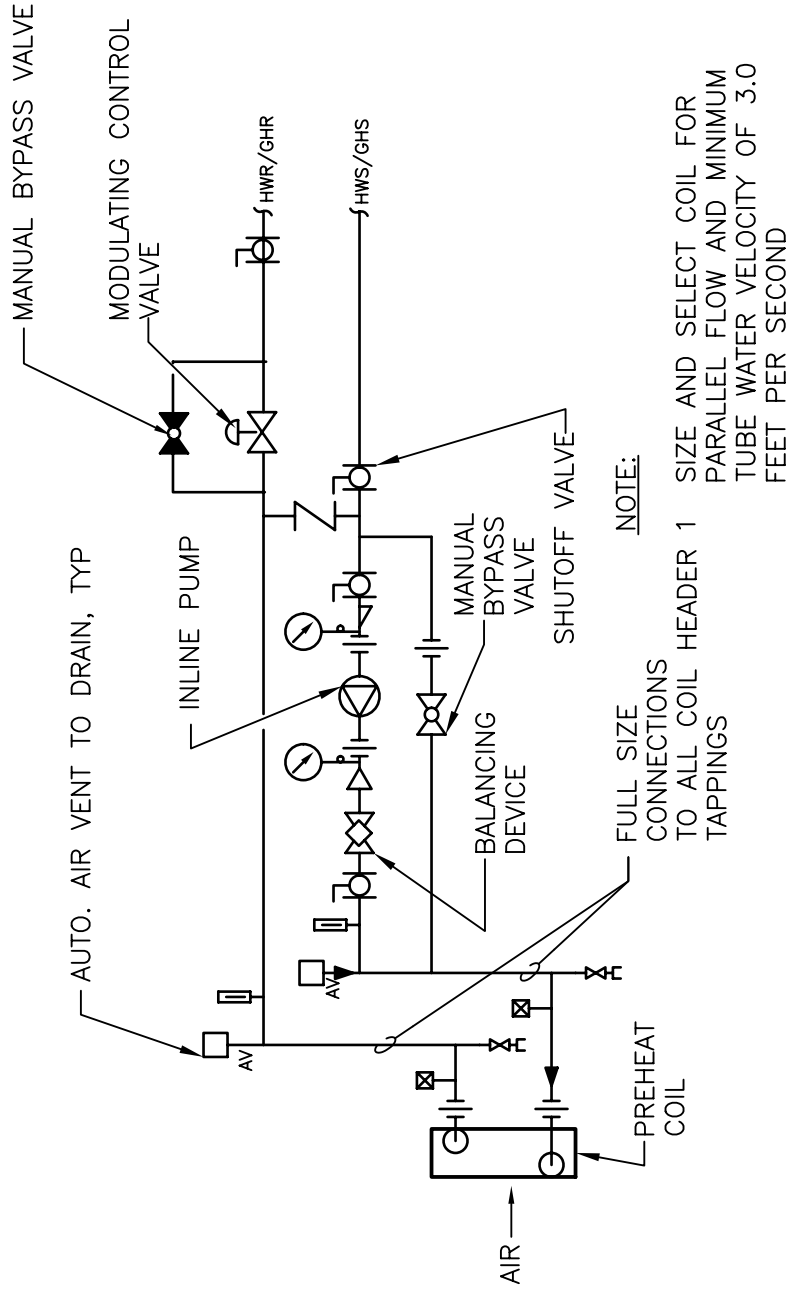 MANUAL BYPASS VALVE
MODULATING CONTROL
VALVE
HWR/GHR
HWS/GHS
AUTO. AIR VENT TO DRAIN, TYP
INLINE PUMP
AV
AV
MANUAL
BYPASS
VALVE
SHUTOFF VALVE
BALANCING
DEVICE
FULL SIZE
CONNECTIONS
TO ALL COIL HEADER
TAPPINGS
PREHEAT
COIL
AIR
NOTE:
1 SIZE AND SELECT COIL FOR
PARALLEL FLOW AND MINIMUM
TUBE WATER VELOCITY OF 3.0
FEET PER SECOND